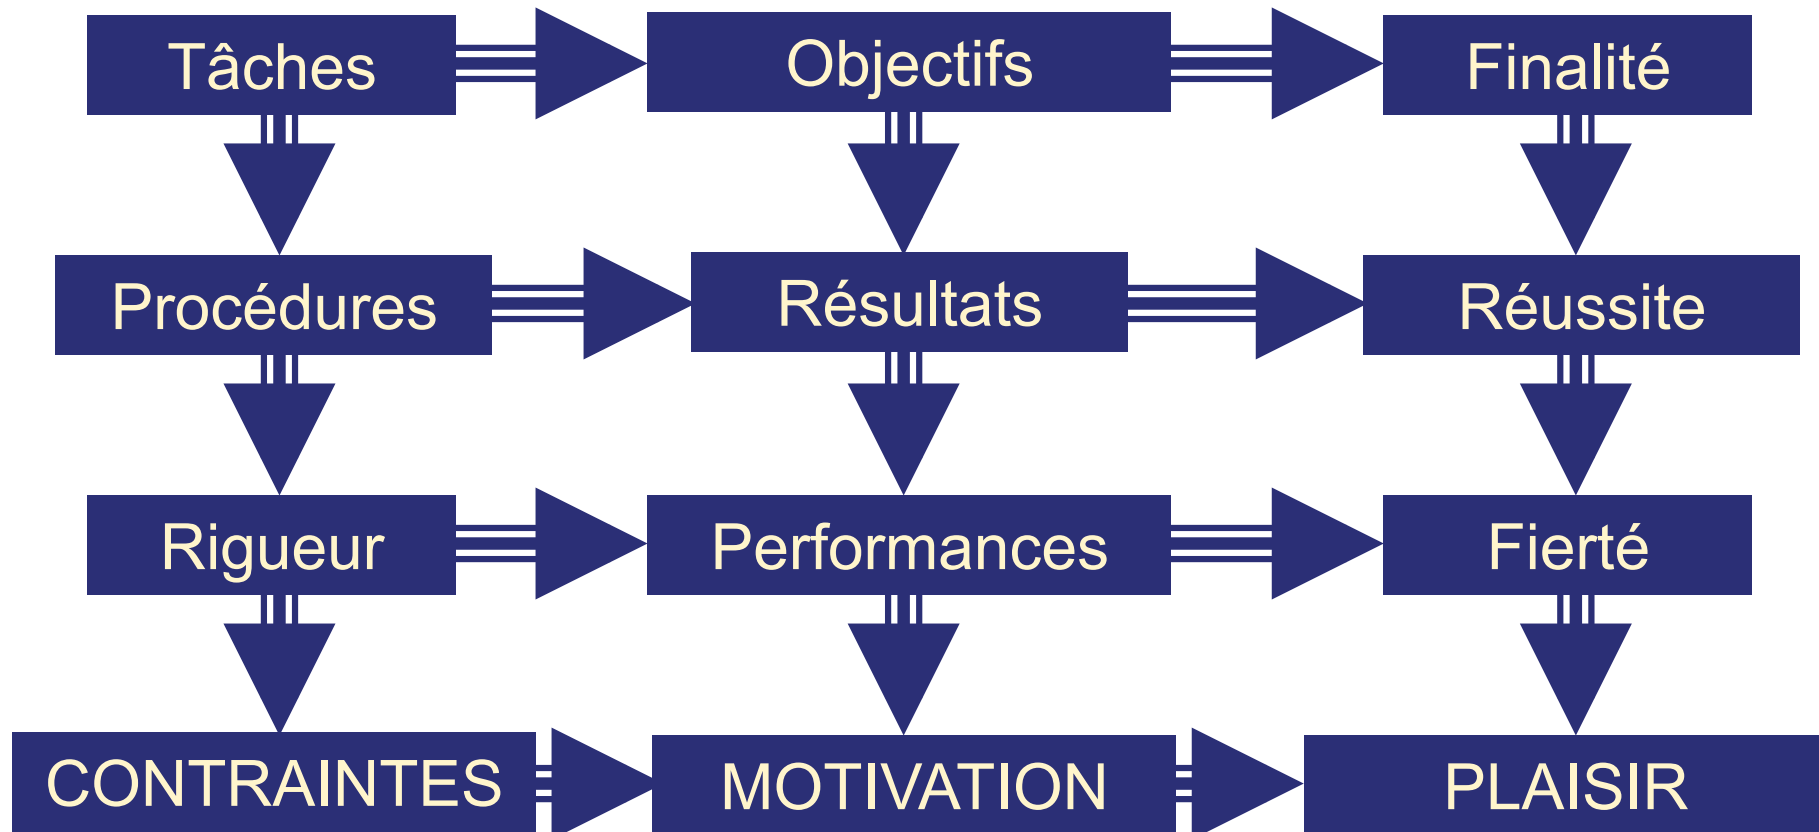 Tâches
Objectifs
Finalité
Procédures
Résultats
Réussite
Rigueur
Performances
Fierté
CONTRAINTES
MOTIVATION
PLAISIR